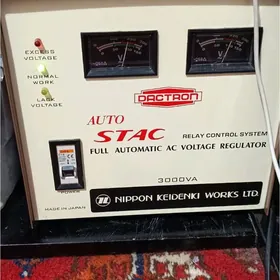 EXCESS
VOLTAGE
NORMAL
WORK
LACK
VOLTAGE
V
DACTRON
AUTO
STAC
RELAY CONTROL SYSTEM
FULL AUTOMATIC AC VOLTAGE REGULATOR
3000VA
POWER
NIPPON KEIDENKI WORKS LTD.
MADE IN JAPAN